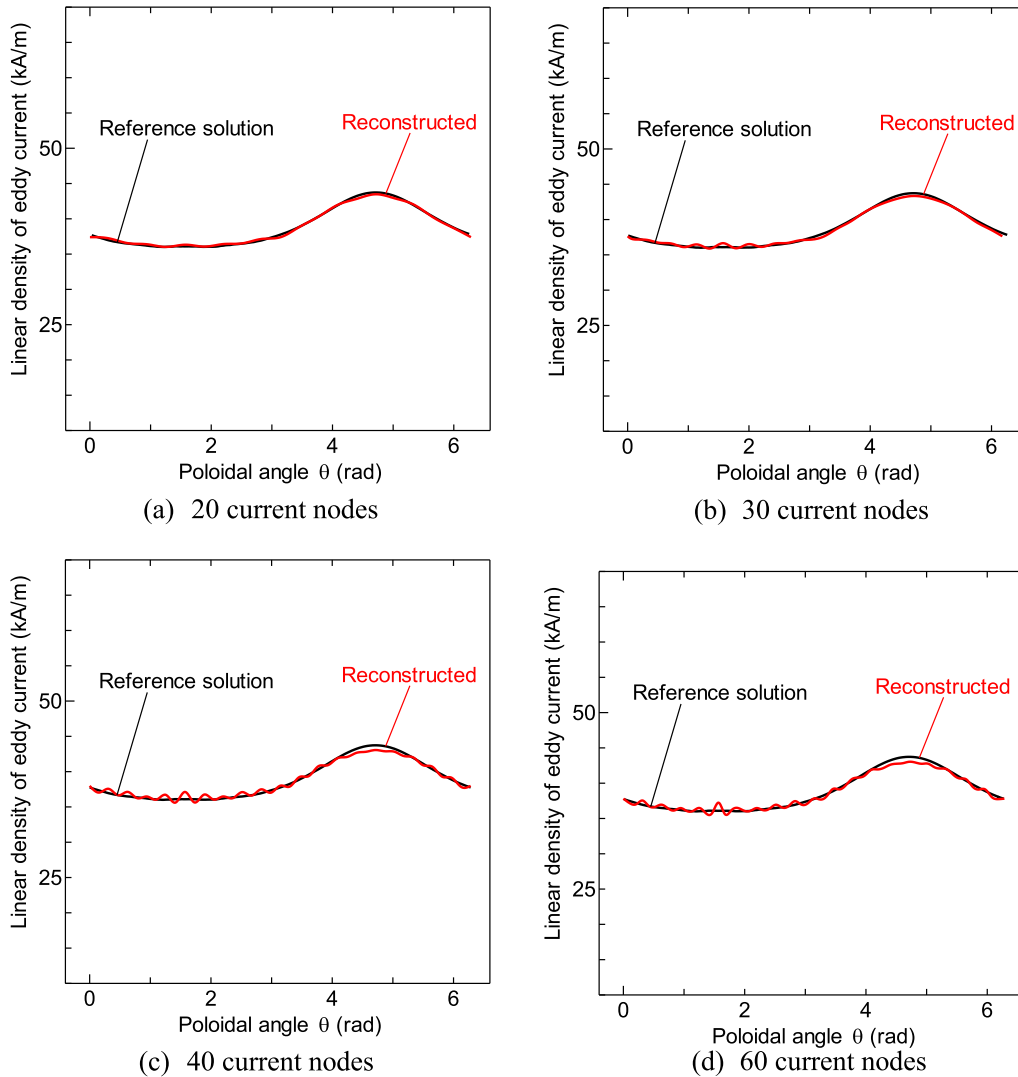 Linear density of eddy current (kA/m)
50
25
Reference solution
Reconstructed
0 2 4 6
Poloidal angle θ (rad)
(a) 20 current nodes
Linear density of eddy current (kA/m)
50
25
Reference solution
Reconstructed
0 2 4 6
Poloidal angle θ (rad)
(b) 30 current nodes
Linear density of eddy current (kA/m)
50
25
Reference solution
Reconstructed
0 2 4 6
Poloidal angle θ (rad)
(c) 40 current nodes
Linear density of eddy current (kA/m)
50
25
Reference solution
Reconstructed
0 2 4 6
Poloidal angle θ (rad)
(d) 60 current nodes